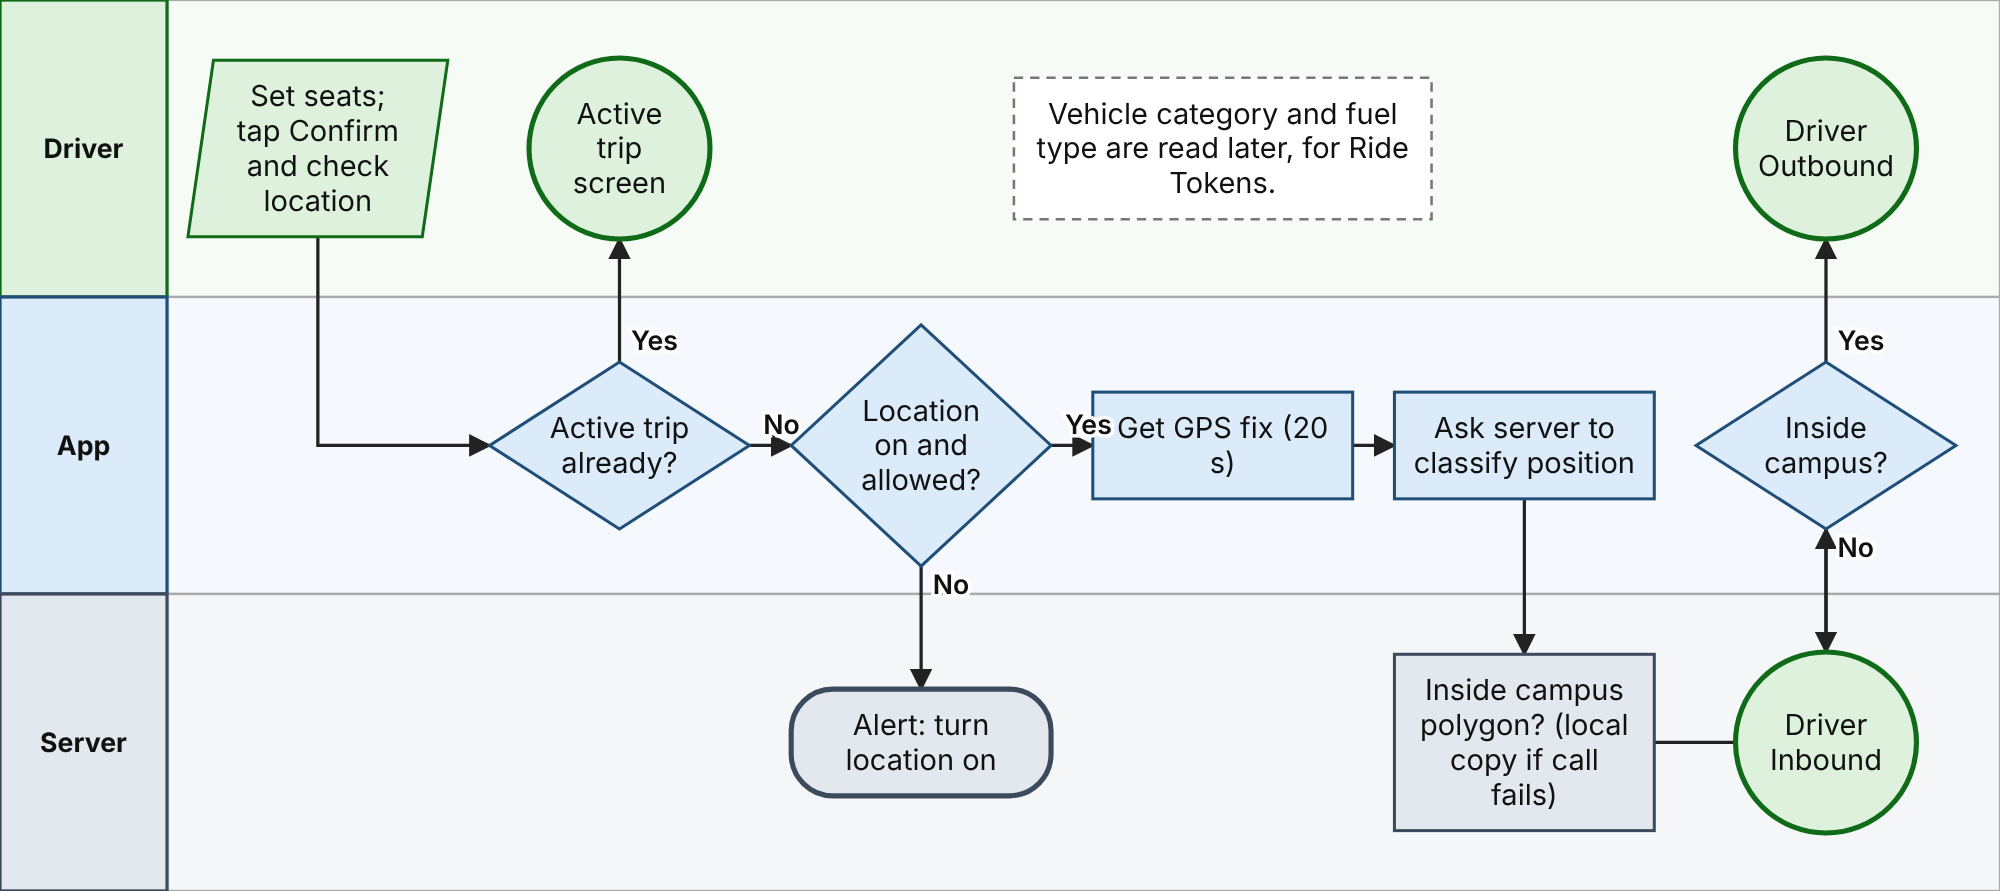 Driver
Set seats;
tap Confirm
and check
location
Active
trip
screen
Vehicle category and fuel
type are read later, for Ride
Tokens.
Driver
Outbound
App
Active trip
already?
Yes
No
Location
on and
allowed?
Yes
No
Get GPS fix (20
s)
Ask server to
classify position
Inside
campus?
Yes
No
Server
Alert: turn
location on
Inside campus
polygon? (local
copy if call
fails)
Driver
Inbound